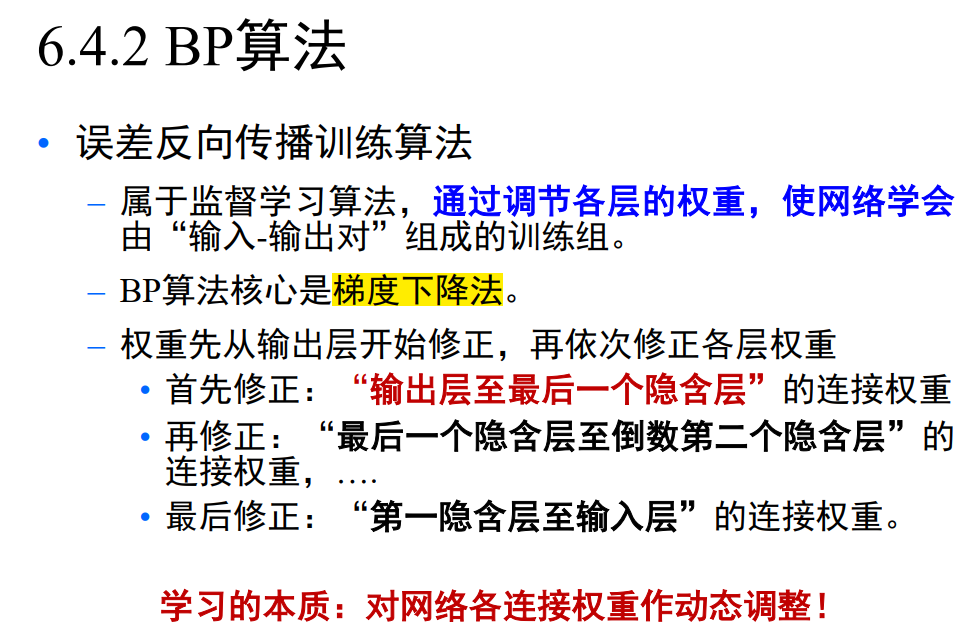 6.4.2 BP算法
• 误差反向传播训练算法
– 属于监督学习算法，通过调节各层的权重，使网络学会
由“输入-输出对”组成的训练组。
– BP算法核心是梯度下降法。
– 权重先从输出层开始修正，再依次修正各层权重
• 首先修正：“输出层至最后一个隐含层”的连接权重
• 再修正：“最后一个隐含层至倒数第二个隐含层”的
连接权重，….
• 最后修正：“第一隐含层至输入层”的连接权重。
学习的本质：对网络各连接权重作动态调整！